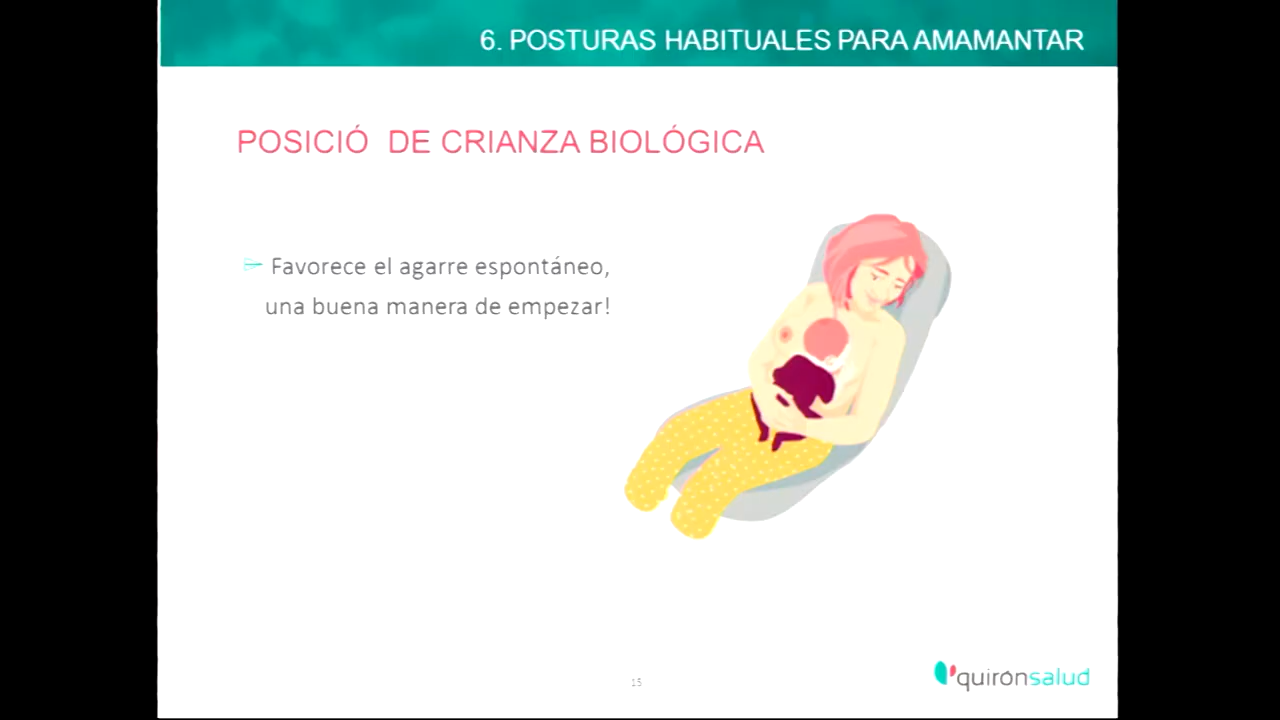 6. POSTURAS HABITUALES PARA AMAMANTAR
POSICIÓ DE CRIANZA BIOLÓGICA
Favorece el agarre espontáneo,
una buena manera de empezar!
15
quirónsalud